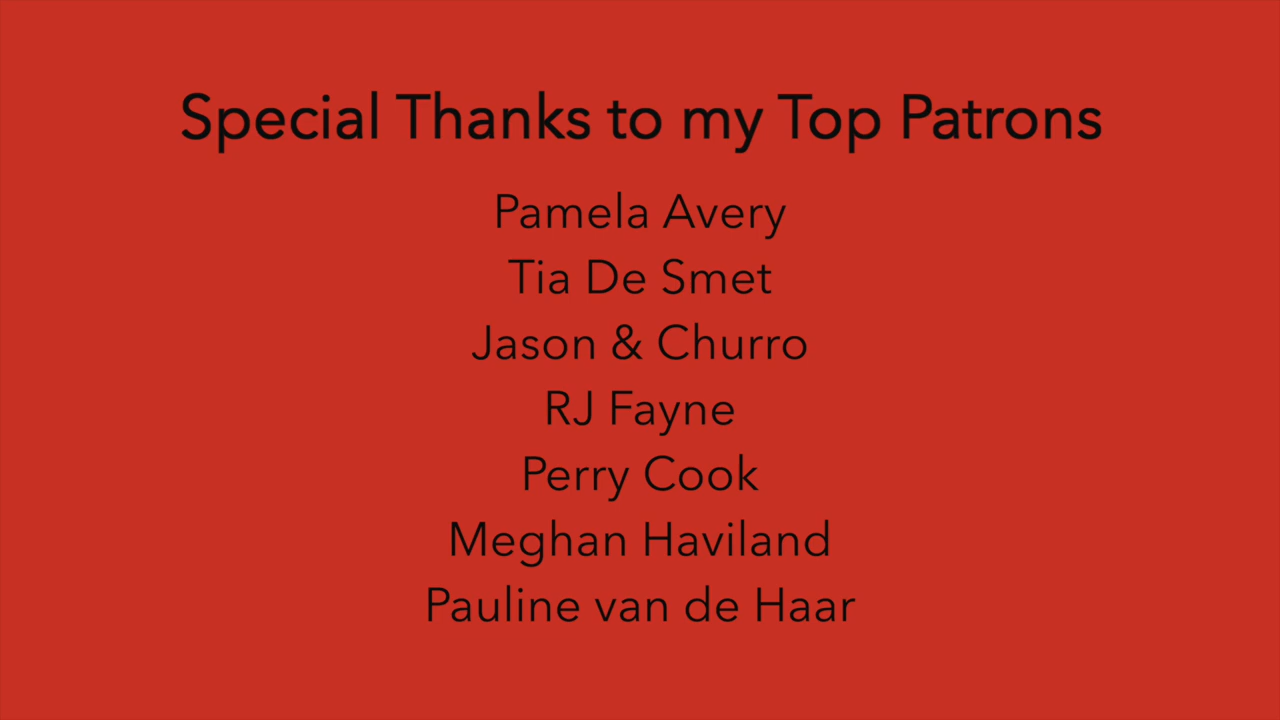 Special Thanks to my Top Patrons
Pamela Avery
Tia De Smet
Jason & Churro
RJ Fayne
Perry Cook
Meghan Haviland
Pauline van de Haar